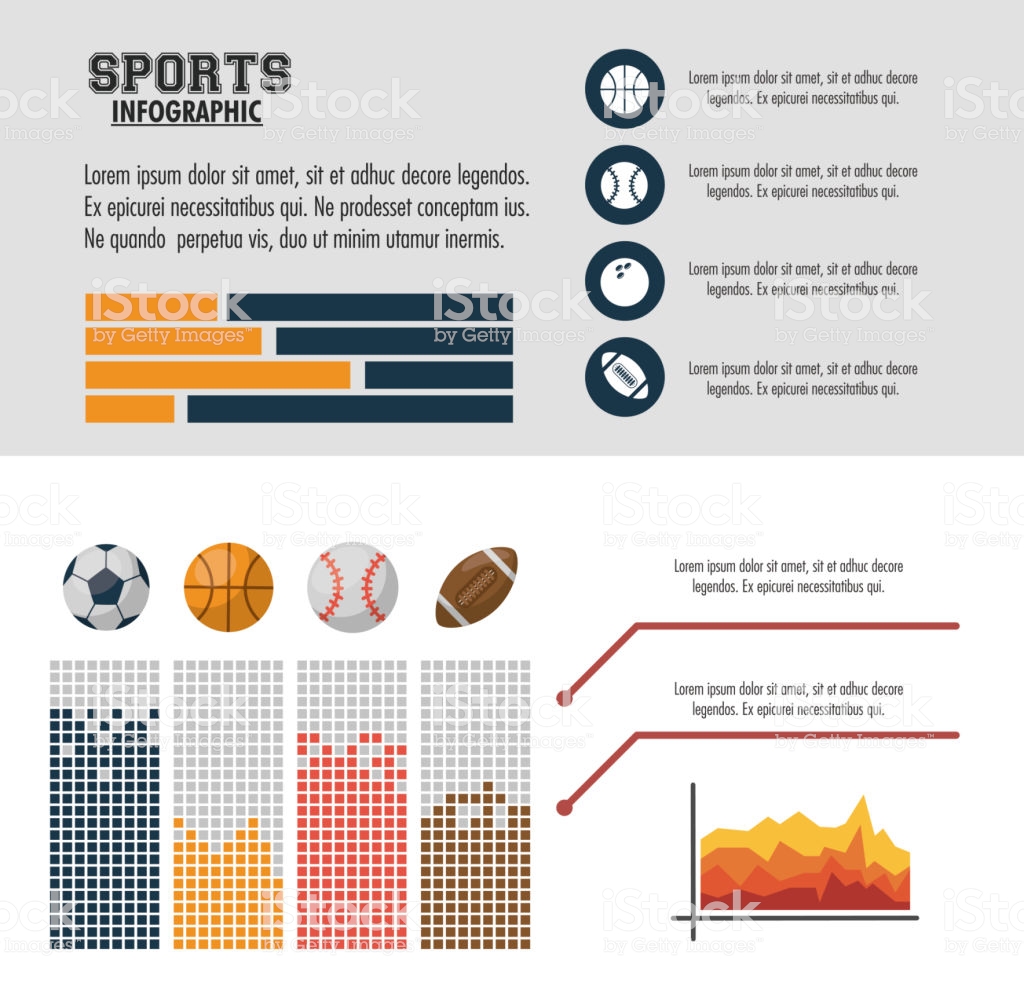 SPORTS
INFOGRAPHIC
Lorem ipsum dolor sit amet, sit et adhuc decore legendos.
Ex epicurei necessitatibus qui. Ne prodesset conceptam ius.
Ne quando perpetua vis, duo ut minim utamur inermis.
Lorem ipsum dolor sit amet, sit et adhuc decore
legendos. Ex epicurei necessitatibus qui.
Lorem ipsum dolor sit amet, sit et adhuc decore
legendos. Ex epicurei necessitatibus qui.
Lorem ipsum dolor sit amet, sit et adhuc decore
legendos. Ex epicurei necessitatibus qui.
Lorem ipsum dolor sit amet, sit et adhuc decore
legendos. Ex epicurei necessitatibus qui.
Lorem ipsum dolor sit amet, sit et adhuc decore
legendos. Ex epicurei necessitatibus qui.
Lorem ipsum dolor sit amet, sit et adhuc decore
legendos. Ex epicurei necessitatibus qui.
iStock
by Getty Images™